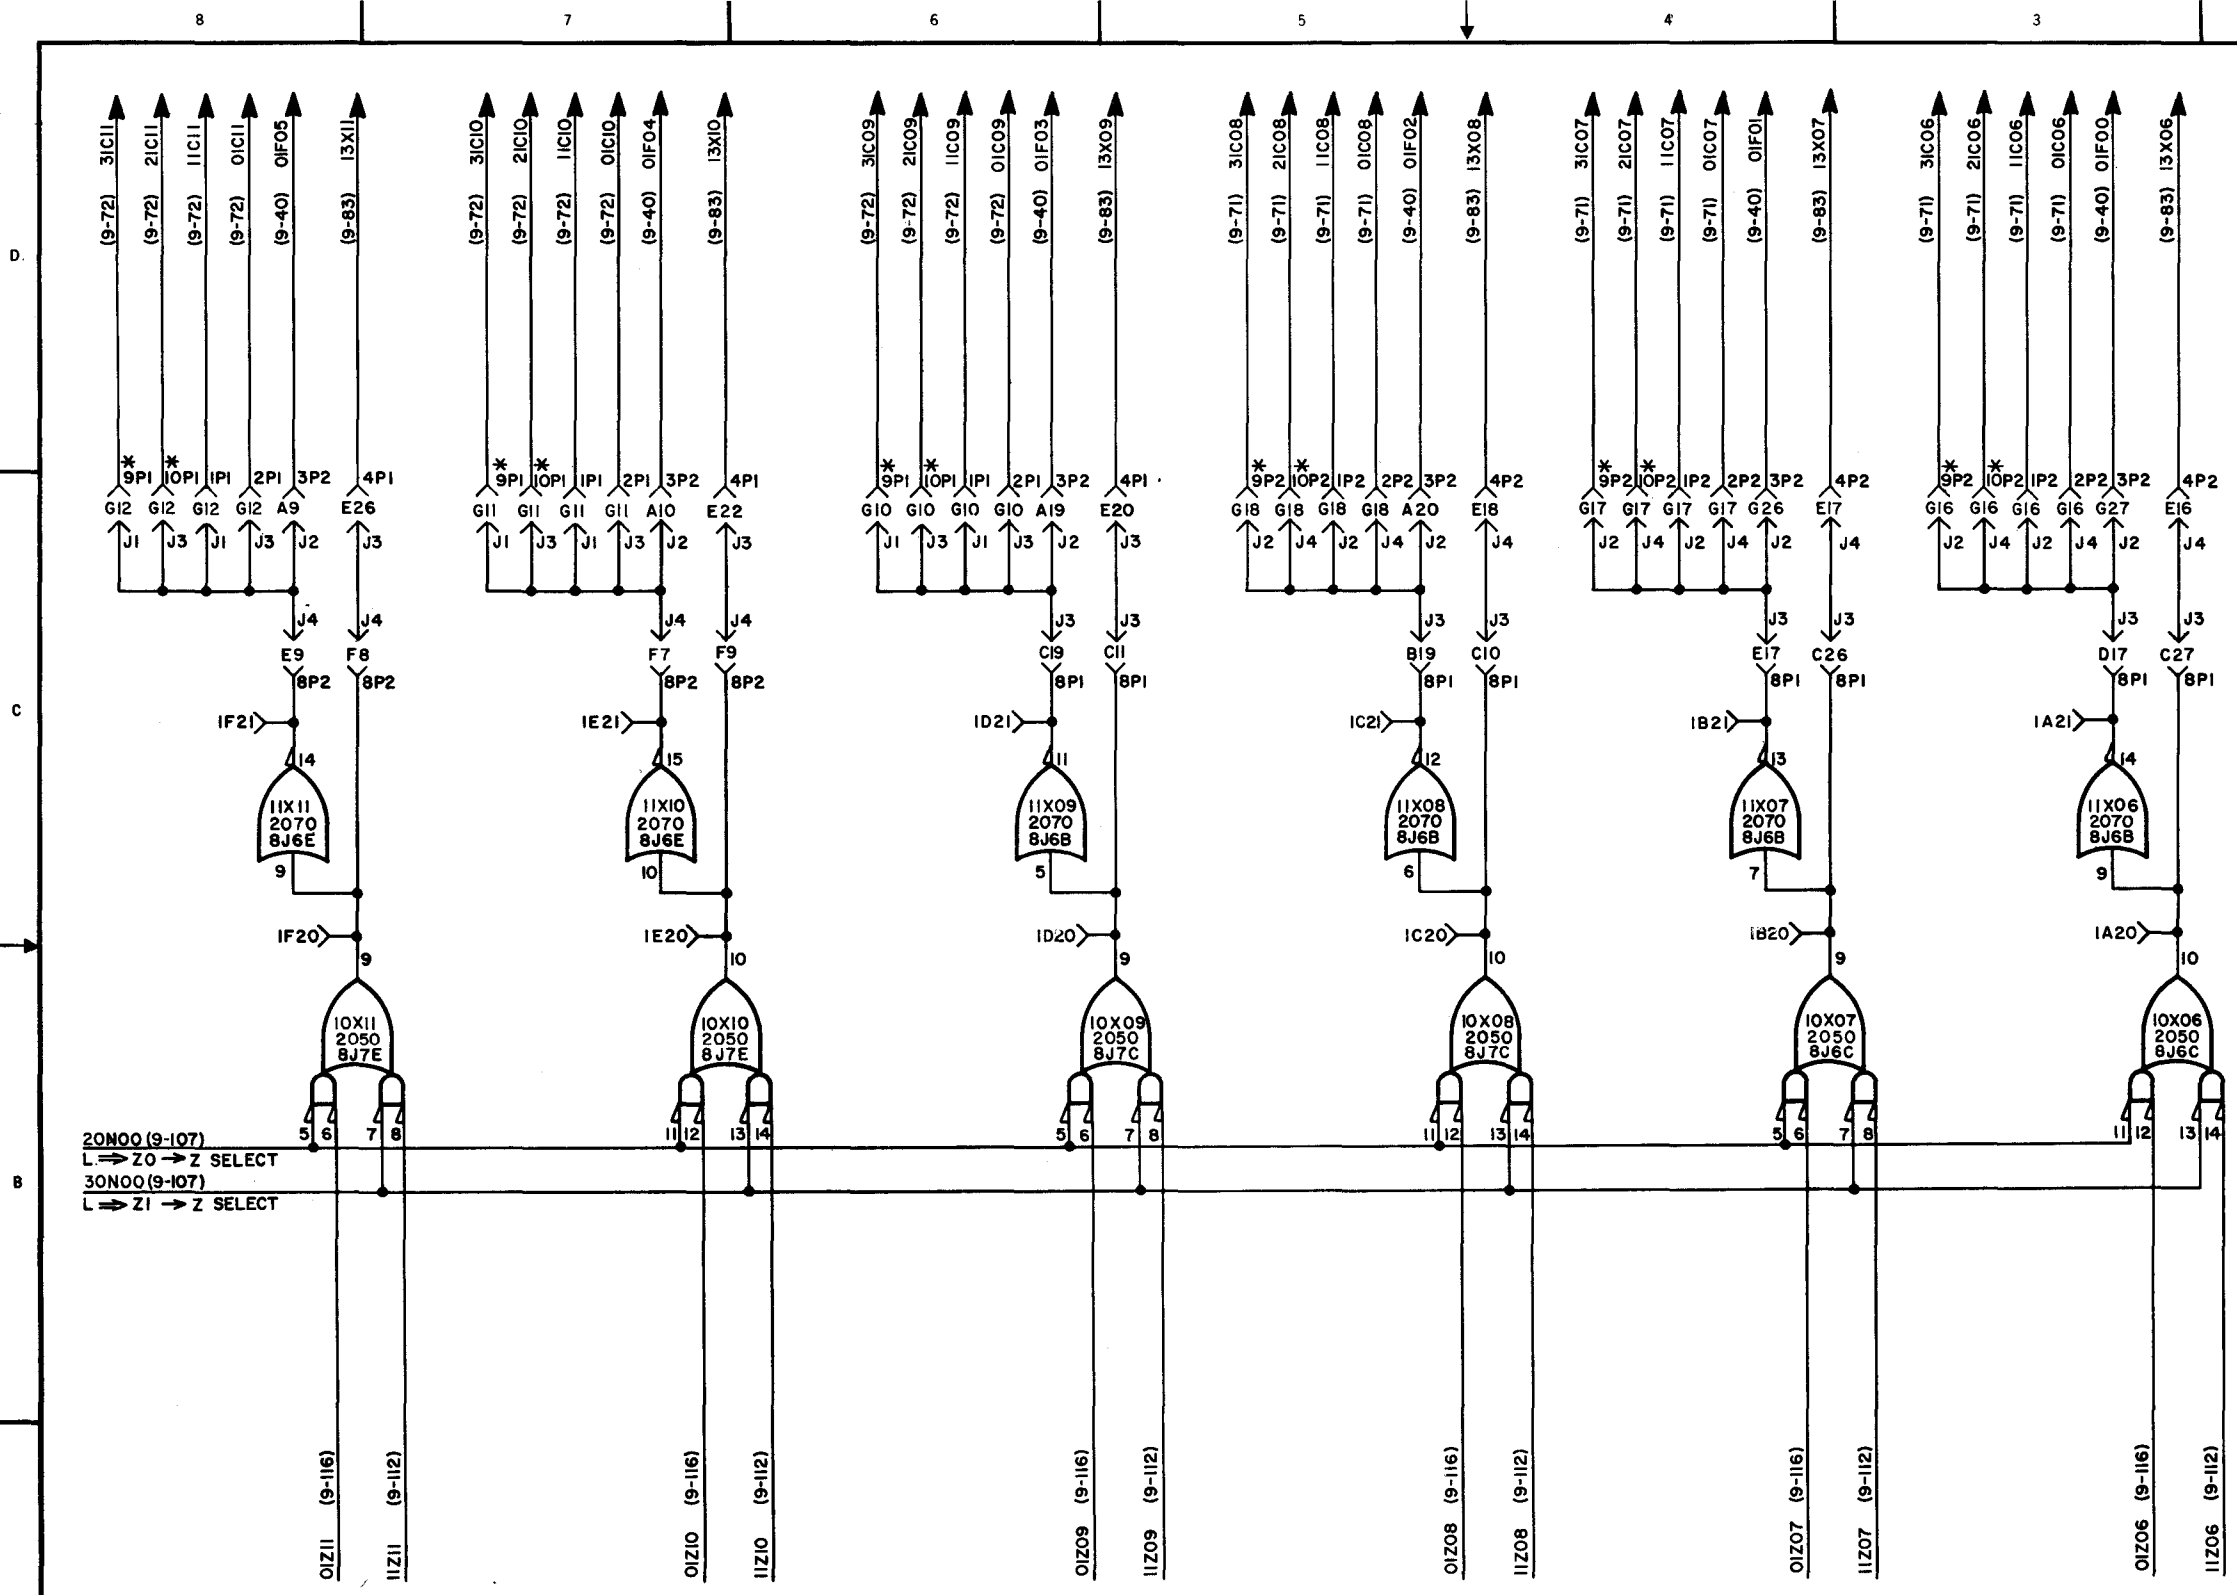 8 7 6 5 4 3
31C11 21C11 11C11 01C11 01F05 13X11 31C10 21C10 11C10 01C10 01F04 13X10 31C09 21C09 11C09 01C09 01F03 13X09 31C08 21C08 11C08 01C08 01F02 13X08 31C07 21C07 11C07 01C07 01F01 13X07 31C06 21C06 11C06 01C06 01F00 13X06
(9-72) (9-72) (9-72) (9-72) (9-40) (9-83) (9-72) (9-72) (9-72) (9-72) (9-40) (9-83) (9-72) (9-72) (9-72) (9-72) (9-40) (9-83) (9-71) (9-71) (9-71) (9-71) (9-40) (9-83) (9-71) (9-71) (9-71) (9-71) (9-40) (9-83) (9-71) (9-71) (9-71) (9-71) (9-40) (9-83)
D
* * * * * * * * * * * *
9P1 10P1 1P1 2P1 3P2 4P1 9P1 10P1 1P1 2P1 3P2 4P1 9P1 10P1 1P1 2P1 3P2 4P1 9P2 10P2 1P2 2P2 3P2 4P2 9P2 10P2 1P2 2P2 3P2 4P2 9P2 10P2 1P2 2P2 3P2 4P2
G12 G12 G12 G12 A9 E26 G11 G11 G11 G11 A10 E22 G10 G10 G10 G10 A19 E20 G18 G18 G18 G18 A20 E18 G17 G17 G17 G17 G26 E17 G16 G16 G16 G16 G27 E16
J1 J3 J1 J3 J2 J3 J1 J3 J1 J3 J2 J3 J1 J3 J1 J3 J2 J3 J2 J4 J2 J4 J2 J4 J2 J4 J2 J4 J2 J4 J2 J4 J2 J4 J2 J4
J4 J4 J4 J4 J3 J3 J3 J3 J3 J3 J3 J3
E9 F8 F7 F9 C19 C11 B19 C10 E17 C26 D17 C27
8P2 8P2 8P2 8P2 8P1 8P1 8P1 8P1 8P1 8P1 8P1 8P1
C
1F21 1E21 1D21 1C21 1B21 1A21
14 15 11 12 13 14
11X11 11X10 11X09 11X08 11X07 11X06
2070 2070 2070 2070 2070 2070
8J6E 8J6E 8J6B 8J6B 8J6B 8J6B
9 10 5 6 7 9
1F20 1E20 1D20 1C20 1B20 1A20
9 10 9 10 9 10
10X11 10X10 10X09 10X08 10X07 10X06
2050 2050 2050 2050 2050 2050
8J7E 8J7E 8J7C 8J7C 8J6C 8J6C
5 6 7 8 11 12 13 14 5 6 7 8 11 12 13 14 5 6 7 8 11 12 13 14
20N00 (9-107)
L ⇒ Z0 → Z SELECT
B
30N00 (9-107)
L ⇒ Z1 → Z SELECT
(9-116) (9-112) (9-116) (9-112) (9-116) (9-112) (9-116) (9-112) (9-116) (9-112) (9-116) (9-112)
01Z11 11Z11 01Z10 11Z10 01Z09 11Z09 01Z08 11Z08 01Z07 11Z07 01Z06 11Z06